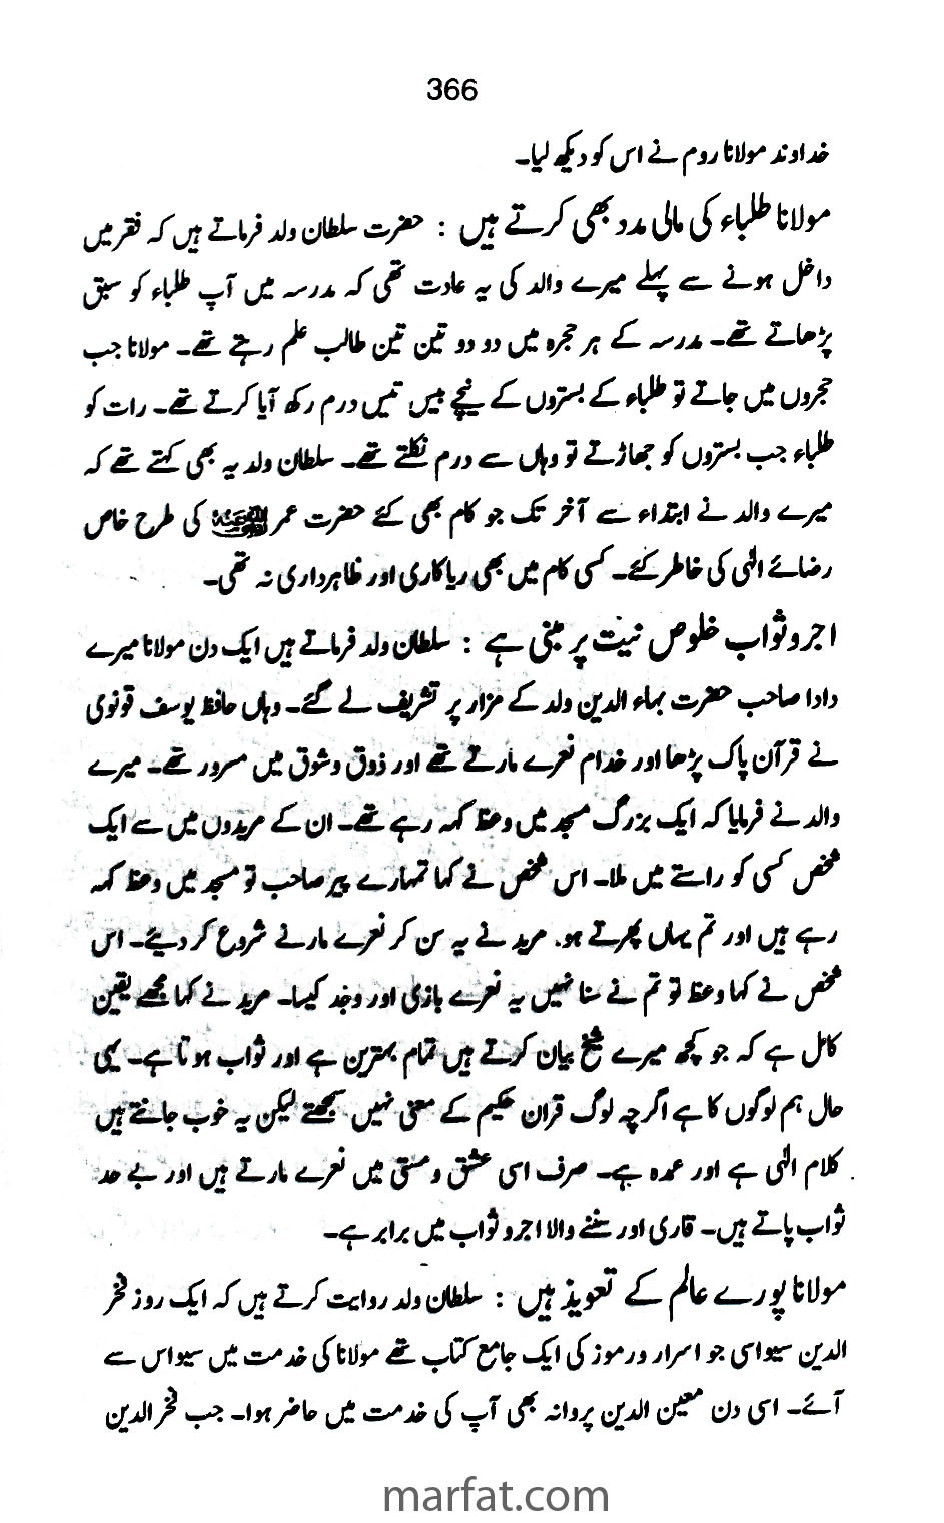 366
خداوند مولانا روم نے اس کو دیکھ لیا۔
مولانا طلباء کی مالی مدد بھی کرتے ہیں : حضرت سلطان ولد فرماتے ہیں کہ فقر میں
داخل ہونے سے پہلے میرے والد کی یہ عادت تھی کہ مدرسہ میں آپ طلباء کو سبق
پڑھاتے تھے۔ مدرسہ کے ہر حجرہ میں دو دو تین تین طالب علم رہتے تھے۔ مولانا جب
حجروں میں جاتے تو طلباء کے بستروں کے نیچے بیس تیس درم رکھ آیا کرتے تھے۔ رات کو
طلباء جب بستروں کو جھاڑتے تو وہاں سے درم نکلتے تھے۔ سلطان ولد یہ بھی کہتے تھے کہ
میرے والد نے ابتداء سے آخر تک جو کام بھی کئے حضرت عمر کی طرح خاص
رضائے الٰہی کی خاطر کئے۔ کسی کام میں بھی ریاکاری اور ظاہرداری نہ تھی۔
اجر و ثواب خلوص نیت پر مبنی ہے : سلطان ولد فرماتے ہیں ایک دن مولانا میرے
دادا صاحب حضرت بہاء الدین ولد کے مزار پر تشریف لے گئے۔ وہاں حافظ یوسف قونوی
نے قرآن پاک پڑھا اور خدام نعرے مارتے تھے اور ذوق و شوق میں مسرور تھے۔ میرے
والد نے فرمایا کہ ایک بزرگ مسجد میں وعظ کہہ رہے تھے۔ ان کے مریدوں میں سے ایک
شخص کسی کو راستے میں ملا۔ اس شخص نے کہا تمہارے پیر صاحب تو مسجد میں وعظ کہہ
رہے ہیں اور تم یہاں پھرتے ہو۔ مرید نے یہ سن کر نعرے مارنے شروع کر دیئے۔ اس
شخص نے کہا وعظ تو تم نے سنا نہیں یہ نعرے بازی اور وجد کیسا۔ مرید نے کہا مجھے یقین
کامل ہے کہ جو کچھ میرے شیخ بیان کرتے ہیں تمام بہترین ہے اور ثواب ہوتا ہے۔ یہی
حال ہم لوگوں کا ہے اگرچہ لوگ قران حکیم کے معنی نہیں سمجھتے لیکن یہ خوب جانتے ہیں
کلام الٰہی ہے اور عمدہ ہے۔ صرف اسی عشق و مستی میں نعرے مارتے ہیں اور بے حد
ثواب پاتے ہیں۔ قاری اور سننے والا اجر و ثواب میں برابر ہے۔
مولانا پورے عالم کے تعویذ ہیں : سلطان ولد روایت کرتے ہیں کہ ایک روز فخر
الدین سیواسی جو اسرار و رموز کی ایک جامع کتاب تھے مولانا کی خدمت میں سیواس سے
آئے۔ اسی دن معین الدین پروانہ بھی آپ کی خدمت میں حاضر ہوا۔ جب فخر الدین
marfat.com